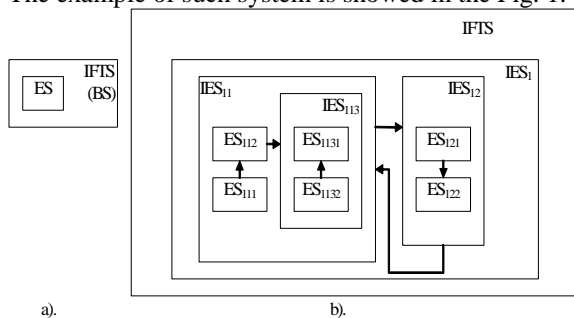 The example of such system is showed in the Fig. 1.
IFTS
IFTS
(BS)
ES
IES₁
IES₁₁
IES₁₁₃
IES₁₂
ES₁₁₂
ES₁₁₃₁
ES₁₂₁
ES₁₁₁
ES₁₁₃₂
ES₁₂₂
a).
b).